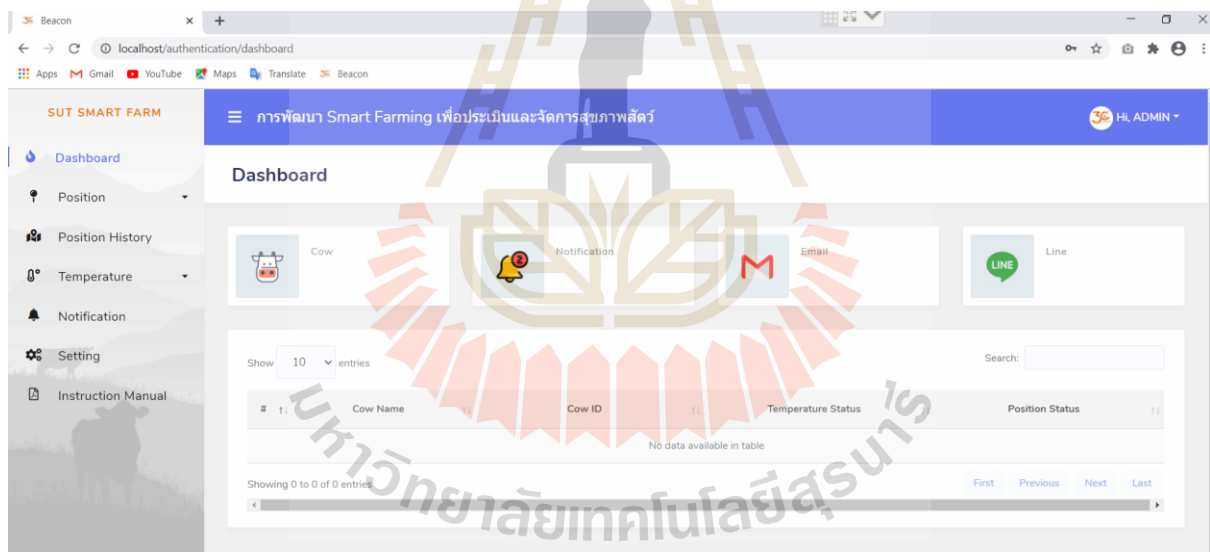 Beacon
localhost/authentication/dashboard
Apps Gmail YouTube Maps Translate Beacon
SUT SMART FARM
การพัฒนา Smart Farming เพื่อประเมินและจัดการสุขภาพสัตว์
Hi, ADMIN
Dashboard
Position
Position History
Temperature
Notification
Setting
Instruction Manual
Dashboard
Cow
2
Notification
Email
LINE
Line
Show 10 entries
Search:
# Cow Name Cow ID Temperature Status Position Status
No data available in table
Showing 0 to 0 of 0 entries
First Previous Next Last
มหาวิทยาลัยเทคโนโลยีสุรนารี